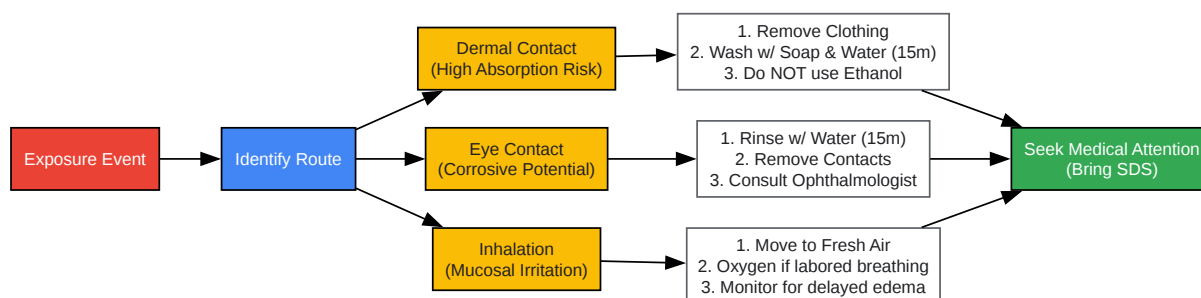 Exposure Event
Identify Route
Dermal Contact
(High Absorption Risk)
1. Remove Clothing
2. Wash w/ Soap & Water (15m)
3. Do NOT use Ethanol
Eye Contact
(Corrosive Potential)
1. Rinse w/ Water (15m)
2. Remove Contacts
3. Consult Ophthalmologist
Inhalation
(Mucosal Irritation)
1. Move to Fresh Air
2. Oxygen if labored breathing
3. Monitor for delayed edema
Seek Medical Attention
(Bring SDS)